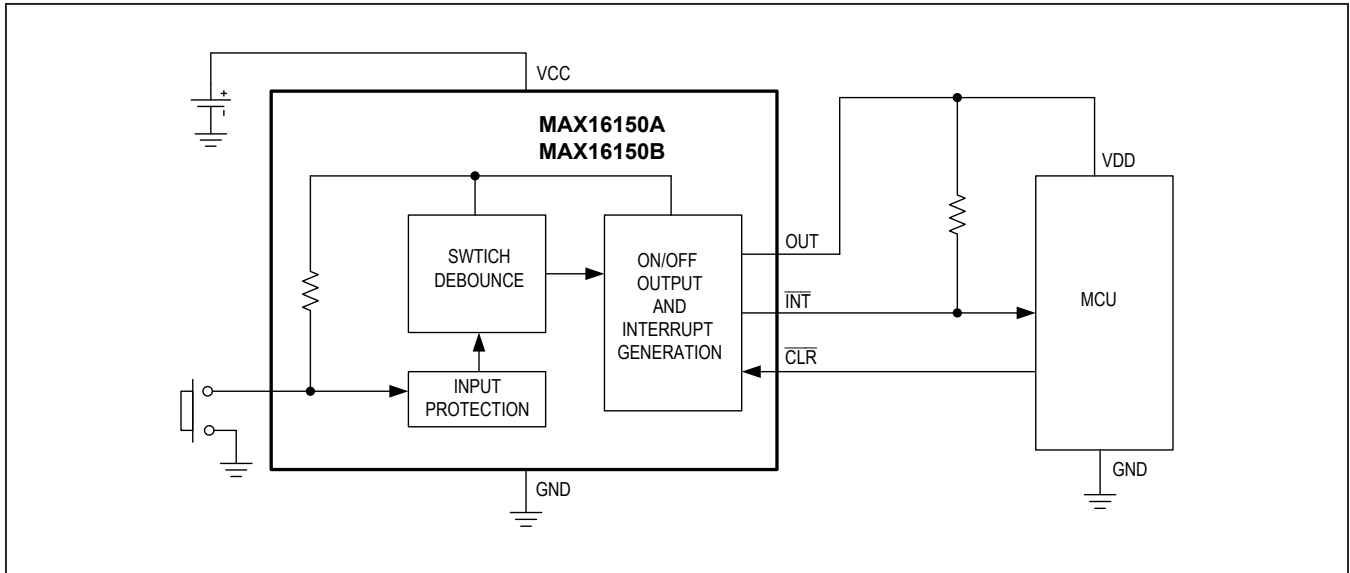 VCC
+
-
MAX16150A
MAX16150B
VDD
SWTICH
DEBOUNCE
ON/OFF
OUTPUT
AND
INTERRUPT
GENERATION
OUT
INT
CLR
MCU
INPUT
PROTECTION
GND
GND